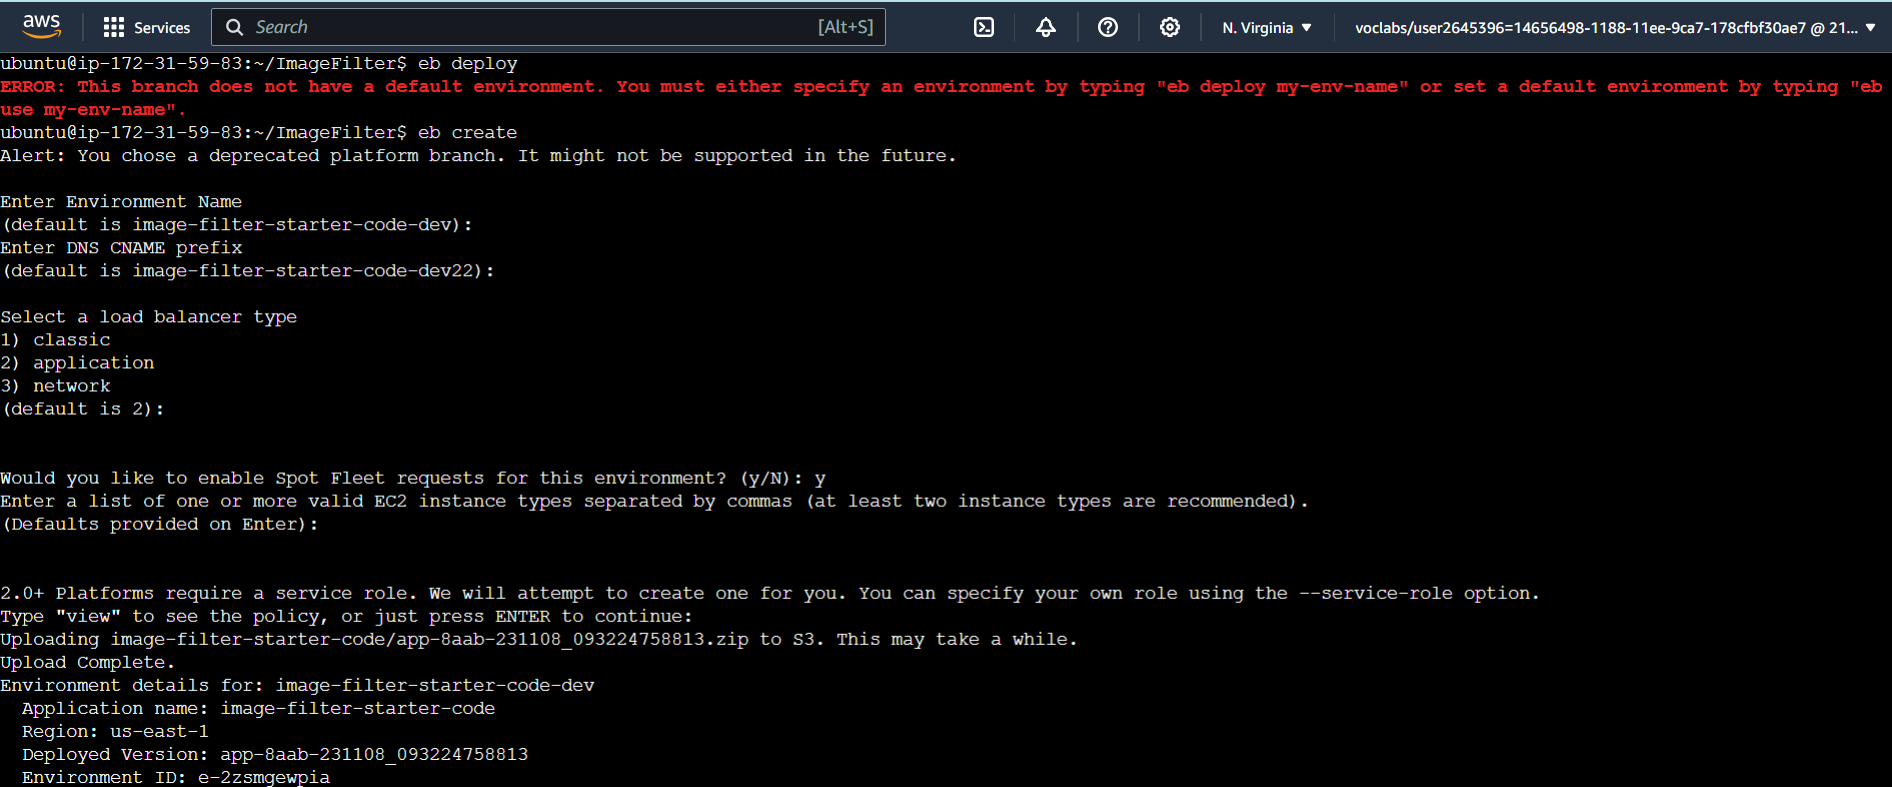 aws Services Search [Alt+S] N. Virginia voclabs/user2645396=14656498-1188-11ee-9ca7-178cfbf30ae7 @ 21...
ubuntu@ip-172-31-59-83:~/ImageFilter$ eb deploy
ERROR: This branch does not have a default environment. You must either specify an environment by typing "eb deploy my-env-name" or set a default environment by typing "eb
use my-env-name".
ubuntu@ip-172-31-59-83:~/ImageFilter$ eb create
Alert: You chose a deprecated platform branch. It might not be supported in the future.
Enter Environment Name
(default is image-filter-starter-code-dev):
Enter DNS CNAME prefix
(default is image-filter-starter-code-dev22):
Select a load balancer type
1) classic
2) application
3) network
(default is 2):
Would you like to enable Spot Fleet requests for this environment? (y/N): y
Enter a list of one or more valid EC2 instance types separated by commas (at least two instance types are recommended).
(Defaults provided on Enter):
2.0+ Platforms require a service role. We will attempt to create one for you. You can specify your own role using the --service-role option.
Type "view" to see the policy, or just press ENTER to continue:
Uploading image-filter-starter-code/app-8aab-231108_093224758813.zip to S3. This may take a while.
Upload Complete.
Environment details for: image-filter-starter-code-dev
Application name: image-filter-starter-code
Region: us-east-1
Deployed Version: app-8aab-231108_093224758813
Environment ID: e-2zsmgewpia